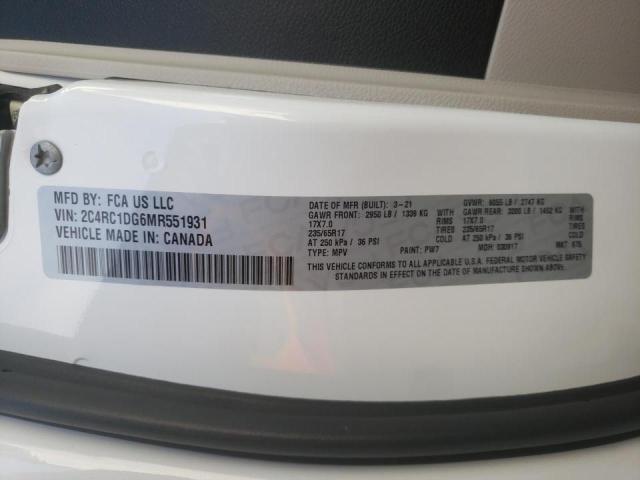 MFD BY: FCA US LLC
VIN: 2C4RC1DG6MR551931
VEHICLE MADE IN: CANADA
DATE OF MFR (BUILT): 3-21
GAWR FRONT: 2950 LB / 1339 KG
17X7.0
235/65R17
AT 250 kPa / 36 PSI
TYPE: MPV
PAINT: PW7
WITH
RIMS
TIRES
COLD
GVWR: 6055 LB / 2747 KG
GAWR REAR: 3200 LB / 1452 KG
17X7.0
235/65R17
AT 250 kPa / 36 PSI
MDH:
WITH
RIMS
TIRES
COLD
MKT
THIS VEHICLE CONFORMS TO ALL APPLICABLE U.S.A. FEDERAL MOTOR VEHICLE SAFETY
STANDARDS IN EFFECT ON THE DATE OF MANUFACTURE SHOWN ABOVE.